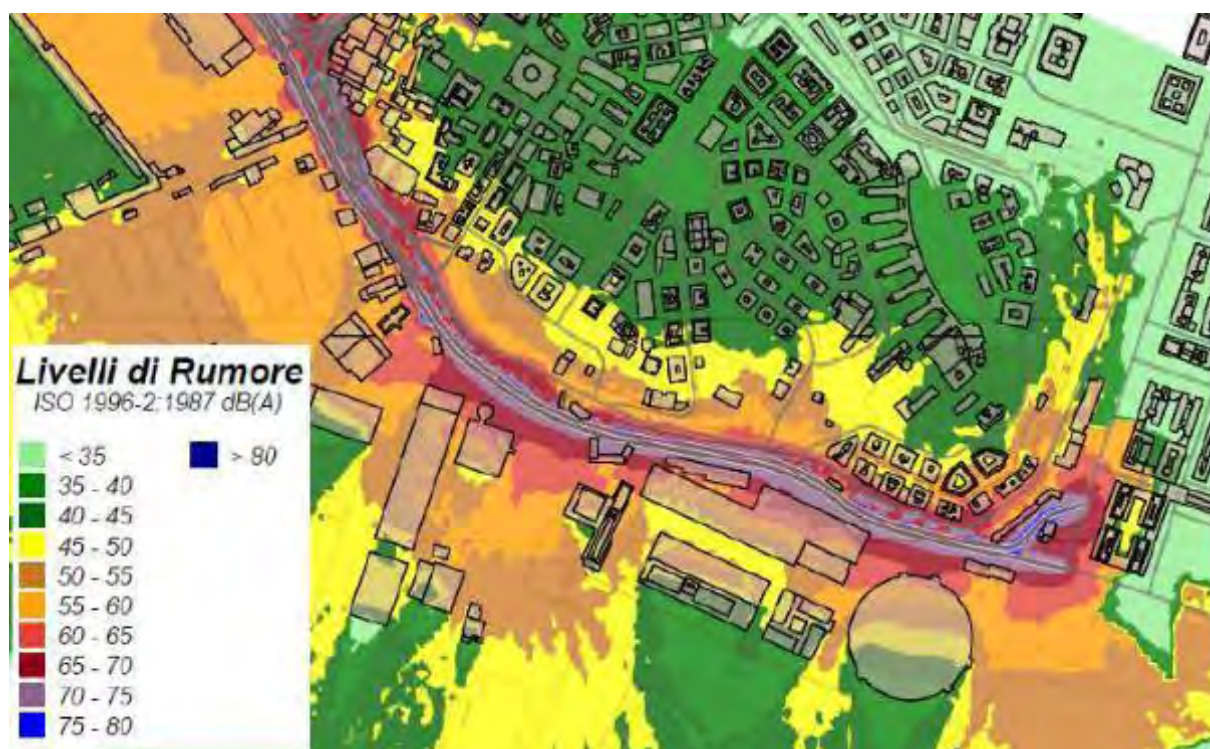 Livelli di Rumore
ISO 1996-2:1987 dB(A)
< 35
> 80
35 - 40
40 - 45
45 - 50
50 - 55
55 - 60
60 - 65
65 - 70
70 - 75
75 - 80